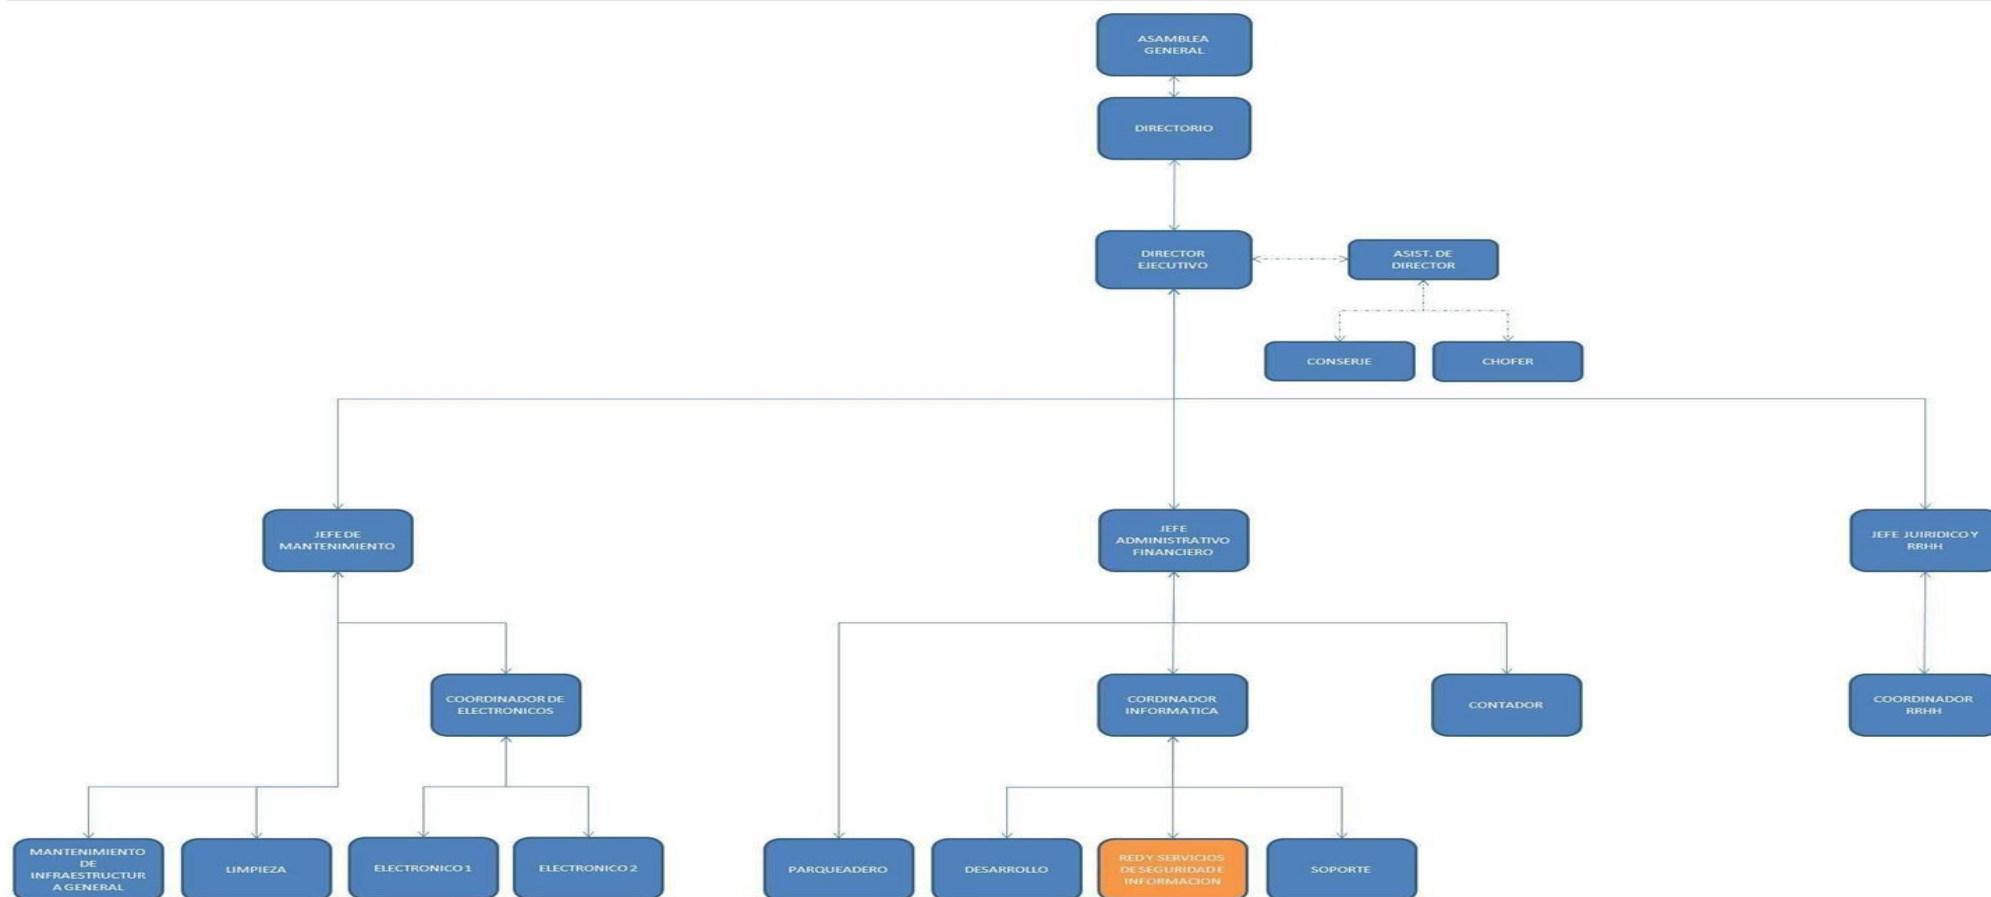 ASAMBLEA
GENERAL
DIRECTORIO
DIRECTOR
EJECUTIVO
ASIST. DE
DIRECTOR
CONSERJE
CHOFER
JEFE DE
MANTENIMIENTO
JEFE
ADMINISTRATIVO
FINANCIERO
JEFE JUIRIDICO Y
RRHH
COORDINADOR DE
ELECTRONICOS
CORDINADOR
INFORMATICA
CONTADOR
COORDINADOR
RRHH
MANTENIMIENTO
DE
INFRAESTRUCTUR
A GENERAL
LIMPIEZA
ELECTRONICO 1
ELECTRONICO 2
PARQUEADERO
DESARROLLO
RED Y SERVICIOS
DE SEGURIDAD E
INFORMACION
SOPORTE